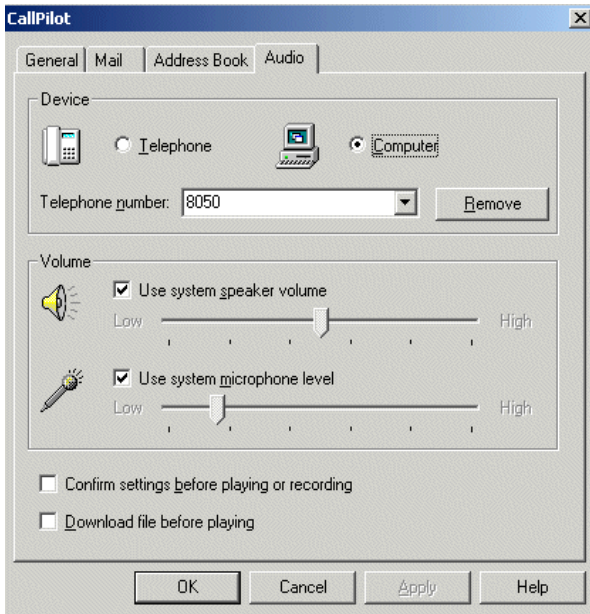 CallPilot
General Mail Address Book Audio
Device
Telephone Computer
Telephone number: 8050 Remove
Volume
Use system speaker volume
Low High
Use system microphone level
Low High
Confirm settings before playing or recording
Download file before playing
OK Cancel Apply Help